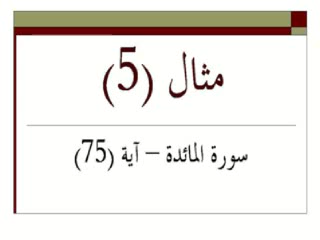 مثال (5)
سورة المائدة – آية (75)